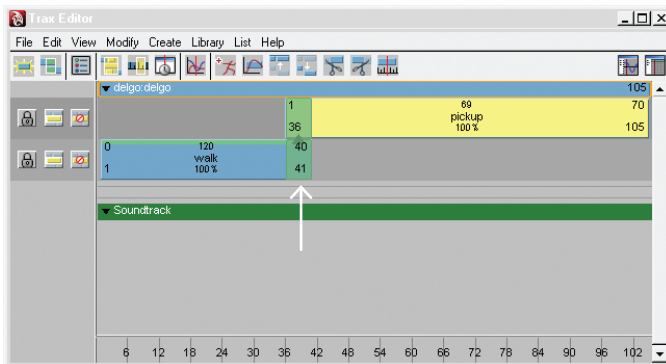 Trax Editor
File Edit View Modify Create Library List Help
delgo:delgo 105
1 69 70
pickup
36 100% 105
0 120 40
walk
1 100% 41
Soundtrack
6 12 18 24 30 36 42 48 54 60 66 72 78 84 90 96 102